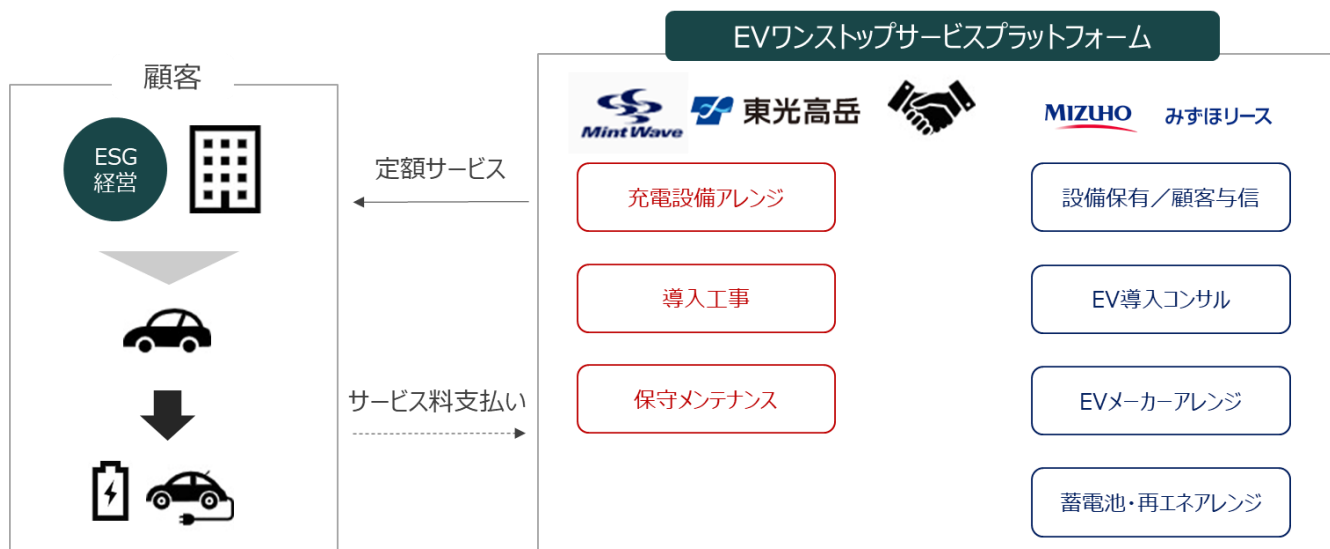 EVワンストップサービスプラットフォーム
顧客
ESG
経営
定額サービス
サービス料支払い
MintWave
東光高岳
MIZUHO
みずほリース
充電設備アレンジ
導入工事
保守メンテナンス
設備保有／顧客与信
EV導入コンサル
EVメーカーアレンジ
蓄電池・再エネアレンジ